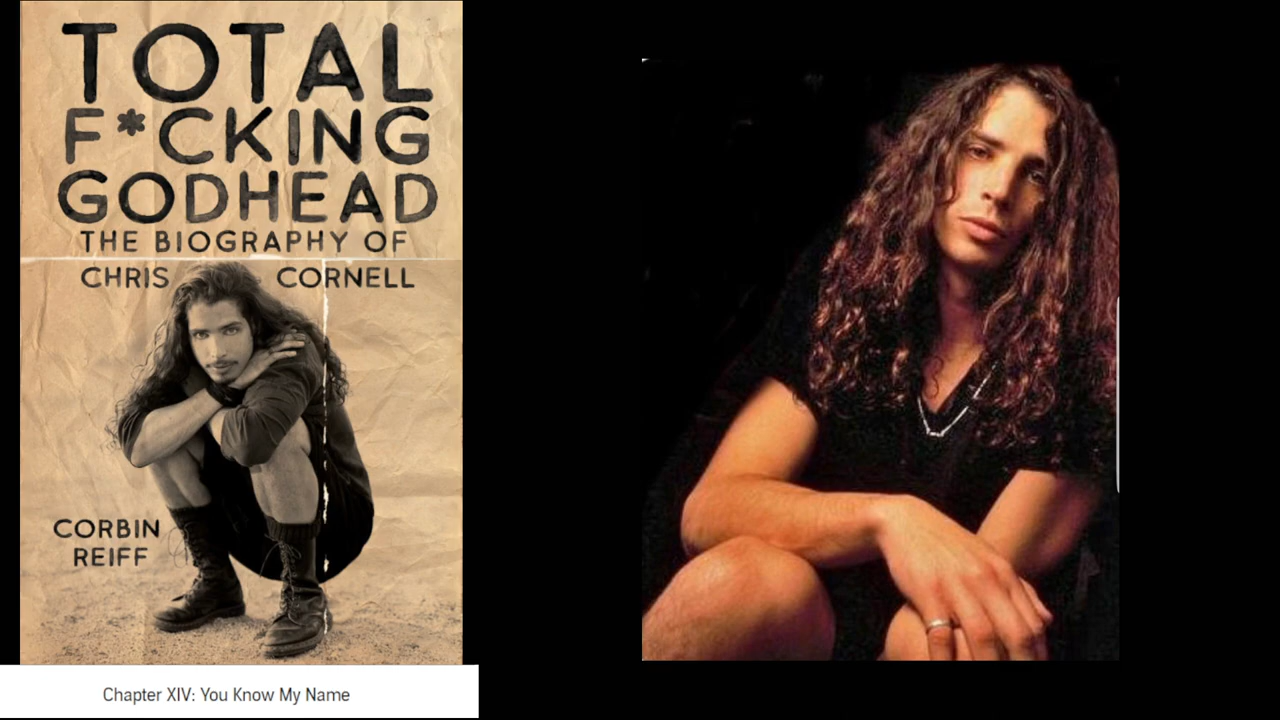 TOTAL
F*CKING
GODHEAD
THE BIOGRAPHY OF
CHRIS CORNELL
CORBIN
REIFF
Chapter XIV: You Know My Name